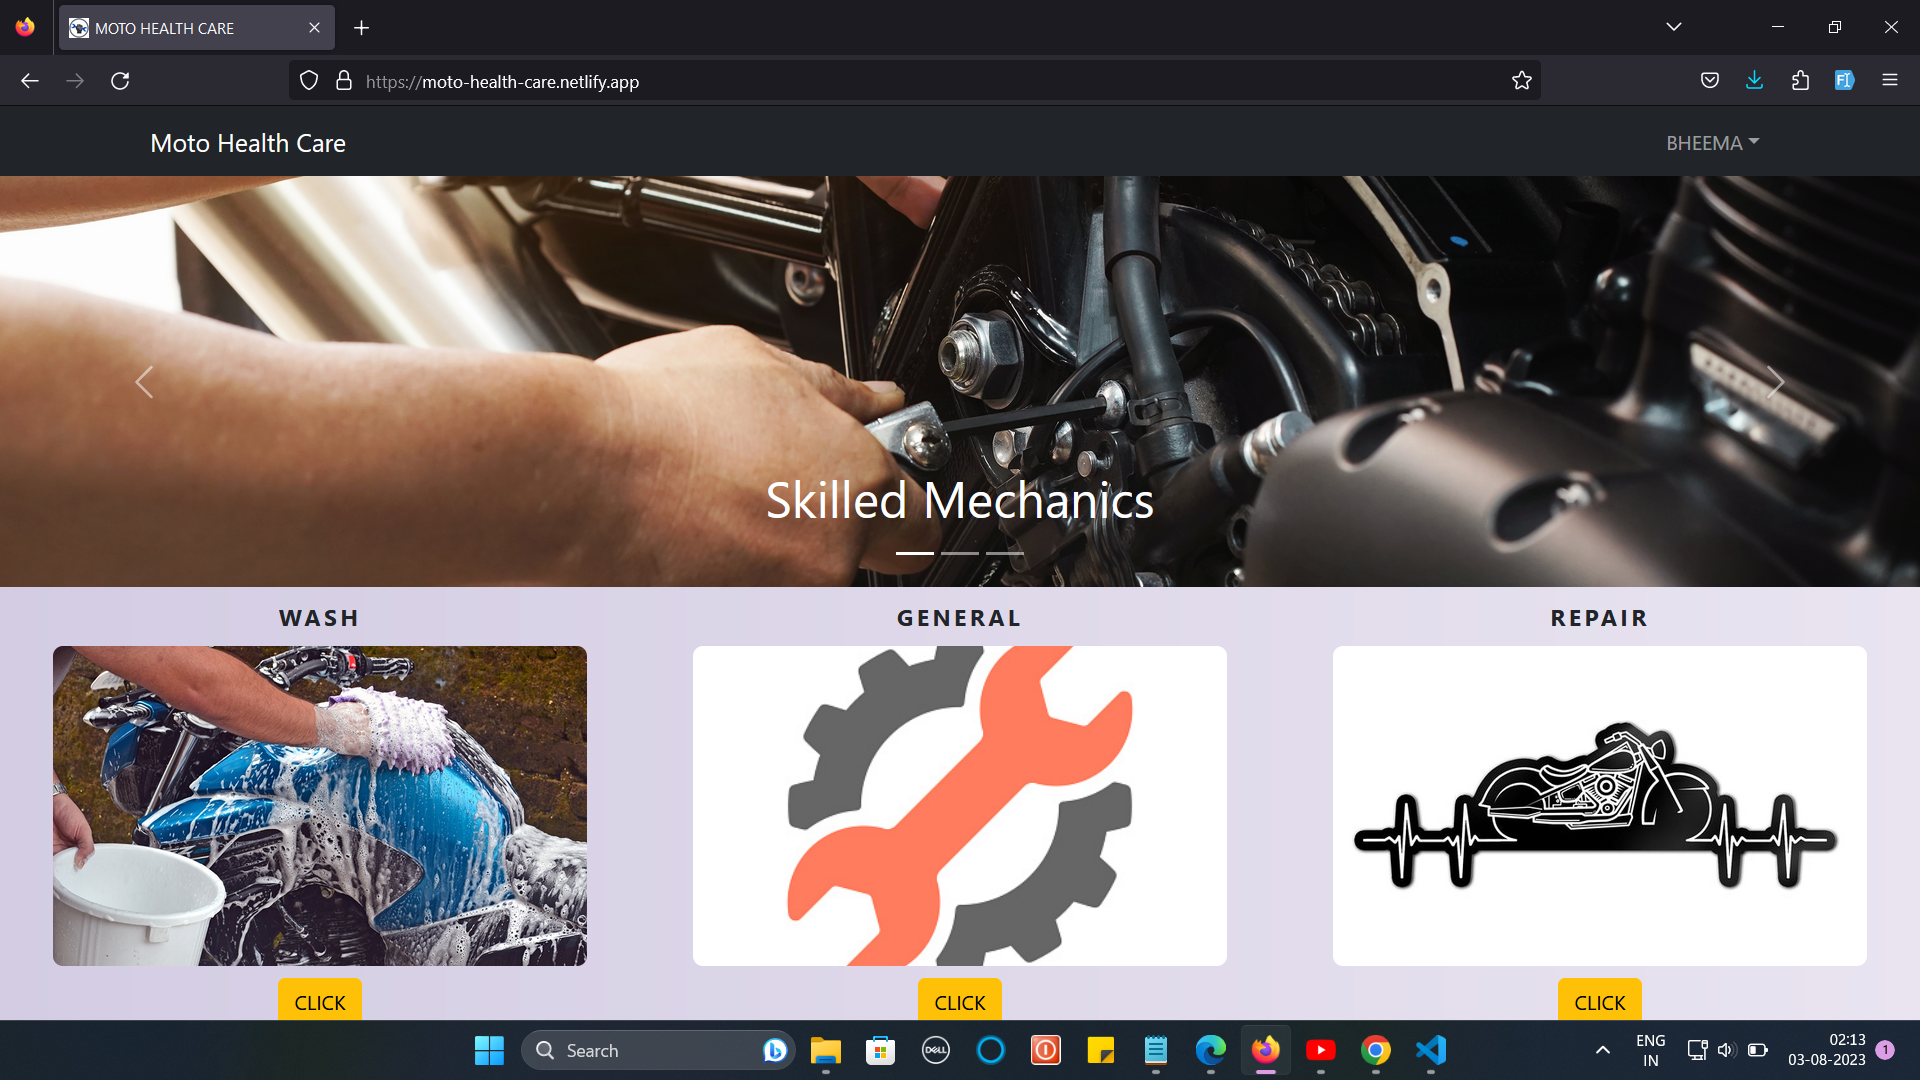 MOTO HEALTH CARE
https://moto-health-care.netlify.app
Moto Health Care
BHEEMA
Skilled Mechanics
WASH
GENERAL
REPAIR
CLICK
CLICK
CLICK
Search
DELL
ENG
IN
02:13
03-08-2023
1